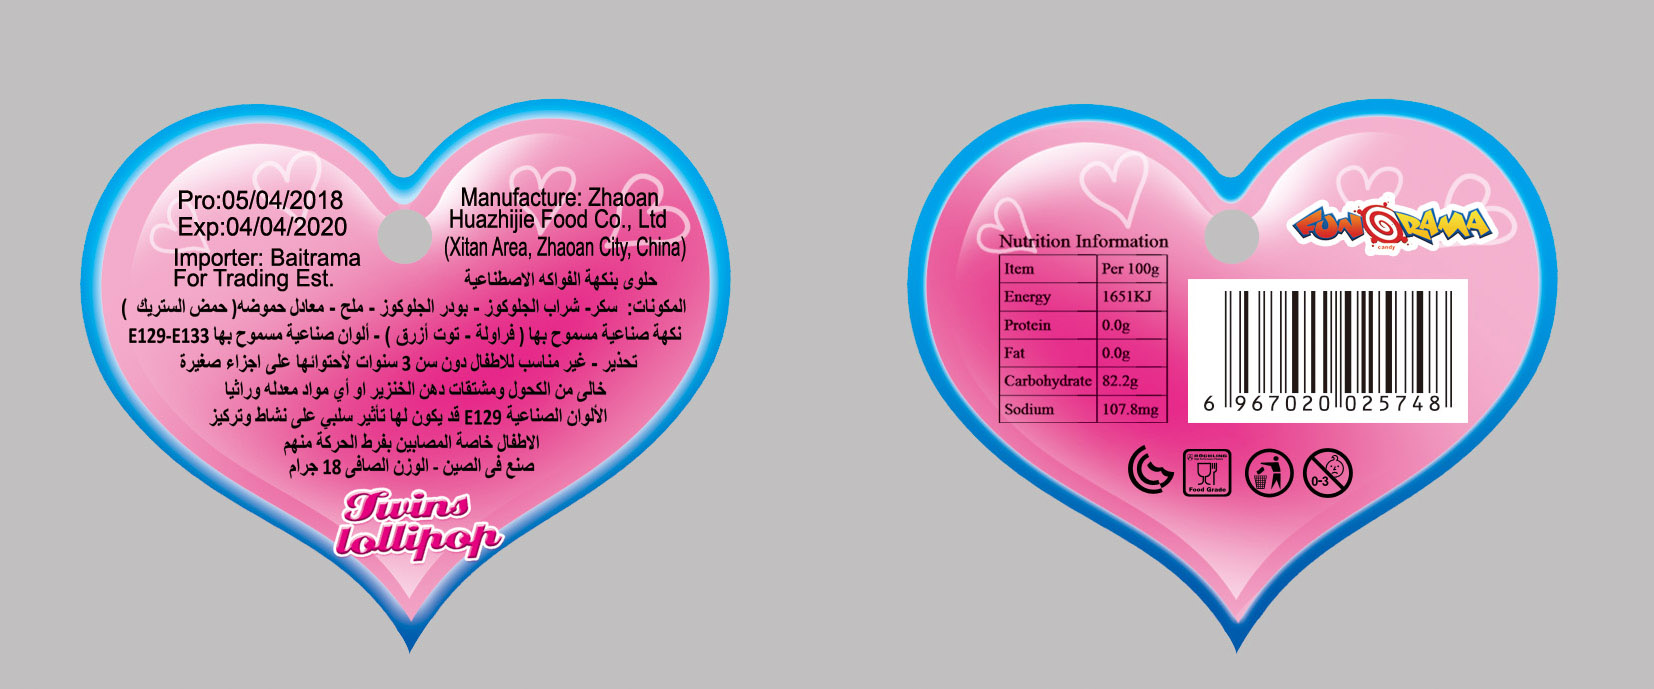 Pro:05/04/2018
Exp:04/04/2020
Importer: Baitrama
For Trading Est.
Manufacture: Zhaoan
Huazhijie Food Co., Ltd
(Xitan Area, Zhaoan City, China)
حلوى بنكهة الفواكه الاصطناعية
المكونات: سكر- شراب الجلوكوز - بودر الجلوكوز - ملح - معادل حموضه( حمض الستريك )
نكهة صناعية مسموح بها ( فراولة - توت أزرق ) - ألوان صناعية مسموح بها E129-E133
تحذير - غير مناسب للاطفال دون سن 3 سنوات لأحتوائها على اجزاء صغيرة
خالى من الكحول ومشتقات دهن الخنزير او أي مواد معدله وراثيا
الألوان الصناعية E129 قد يكون لها تأثير سلبي على نشاط وتركيز
الاطفال خاصة المصابين بفرط الحركة منهم
صنع فى الصين - الوزن الصافى 18 جرام
Twins
lollipop
FUNORAMA
candy
Nutrition Information
Item Per 100g
Energy 1651KJ
Protein 0.0g
Fat 0.0g
Carbohydrate 82.2g
Sodium 107.8mg
6 967020 025748
Food Grade
0-3